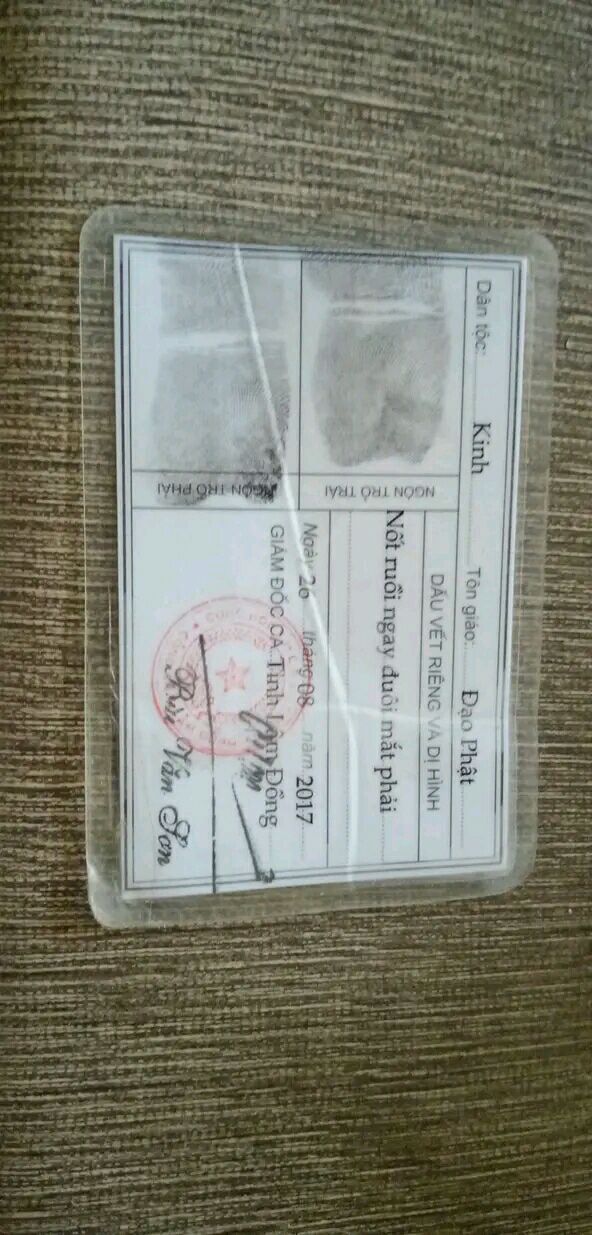 Dân tộc: Kinh Tôn giáo: Đạo Phật
DẤU VẾT RIÊNG VÀ DỊ HÌNH
Nốt ruồi ngay đuôi mắt phải
NGÓN TRỎ TRÁI
NGÓN TRỎ PHẢI
Ngày 26 tháng 08 năm 2017
GIÁM ĐỐC CA Tỉnh Lâm Đồng
Văn Sơn